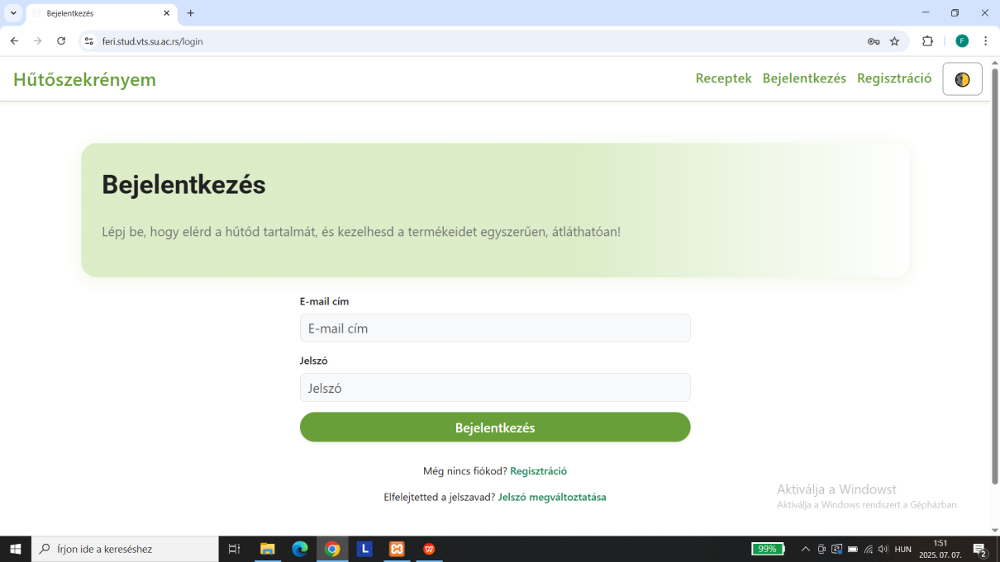 Bejelentkezés
feri.stud.vts.su.ac.rs/login
F
Hűtőszekrényem
Receptek Bejelentkezés Regisztráció
Bejelentkezés
Lépj be, hogy elérd a hűtőd tartalmát, és kezelhesd a termékeidet egyszerűen, átláthatóan!
E-mail cím
E-mail cím
Jelszó
Jelszó
Bejelentkezés
Még nincs fiókod? Regisztráció
Elfelejtetted a jelszavad? Jelszó megváltoztatása
Aktiválja a Windowst
Aktiválja a Windows rendszert a Gépházban.
Írjon ide a kereséshez
L
99%
HUN
1:51
2025. 07. 07.
2